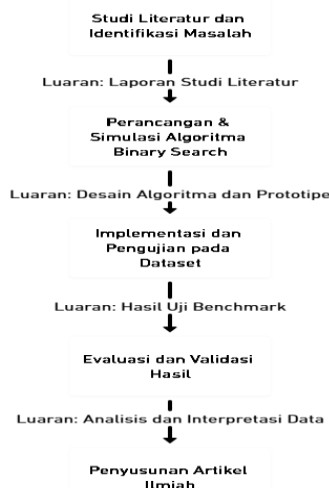 Studi Literatur dan
Identifikasi Masalah
Luaran: Laporan Studi Literatur
Perancangan &
Simulasi Algoritma
Binary Search
Luaran: Desain Algoritma dan Prototipe
Implementasi dan
Pengujian pada
Dataset
Luaran: Hasil Uji Benchmark
Evaluasi dan Validasi
Hasil
Luaran: Analisis dan Interpretasi Data
Penyusunan Artikel
Ilmiah